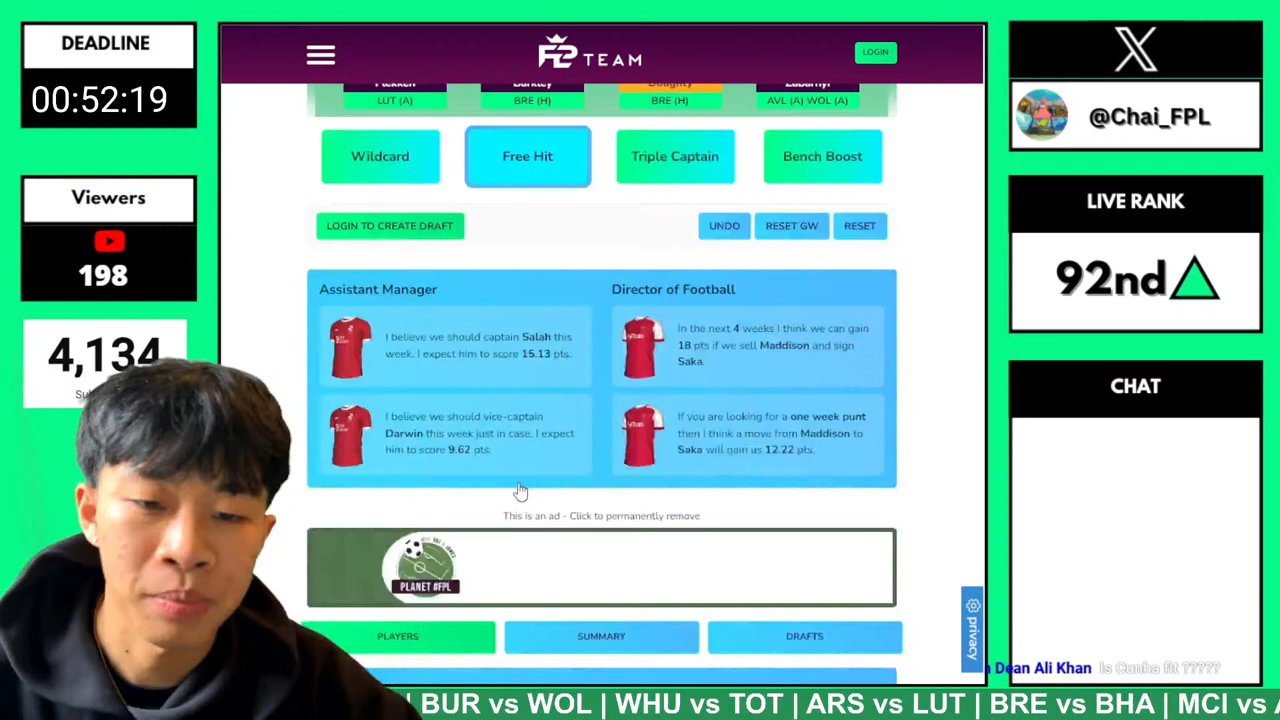 DEADLINE
00:52:19
Viewers
198
4,134
TEAM
LOGIN
LUT (A)
Barkley
BRE (H)
Doughty
BRE (H)
Zabarnyi
AVL (A) WOL (A)
Wildcard
Free Hit
Triple Captain
Bench Boost
LOGIN TO CREATE DRAFT
UNDO
RESET GW
RESET
Assistant Manager
I believe we should captain Salah this
week. I expect him to score 15.13 pts.
I believe we should vice-captain
Darwin this week just in case. I expect
him to score 9.62 pts.
Director of Football
In the next 4 weeks I think we can gain
18 pts if we sell Maddison and sign
Saka.
If you are looking for a one week punt
then I think a move from Maddison to
Saka will gain us 12.22 pts.
This is an ad - Click to permanently remove
PLANET #FPL
PLAYERS
SUMMARY
DRAFTS
privacy
X
@Chai_FPL
LIVE RANK
92nd
CHAT
Dean Ali Khan Is Cunha fit ?????
BUR vs WOL | WHU vs TOT | ARS vs LUT | BRE vs BHA | MCI vs